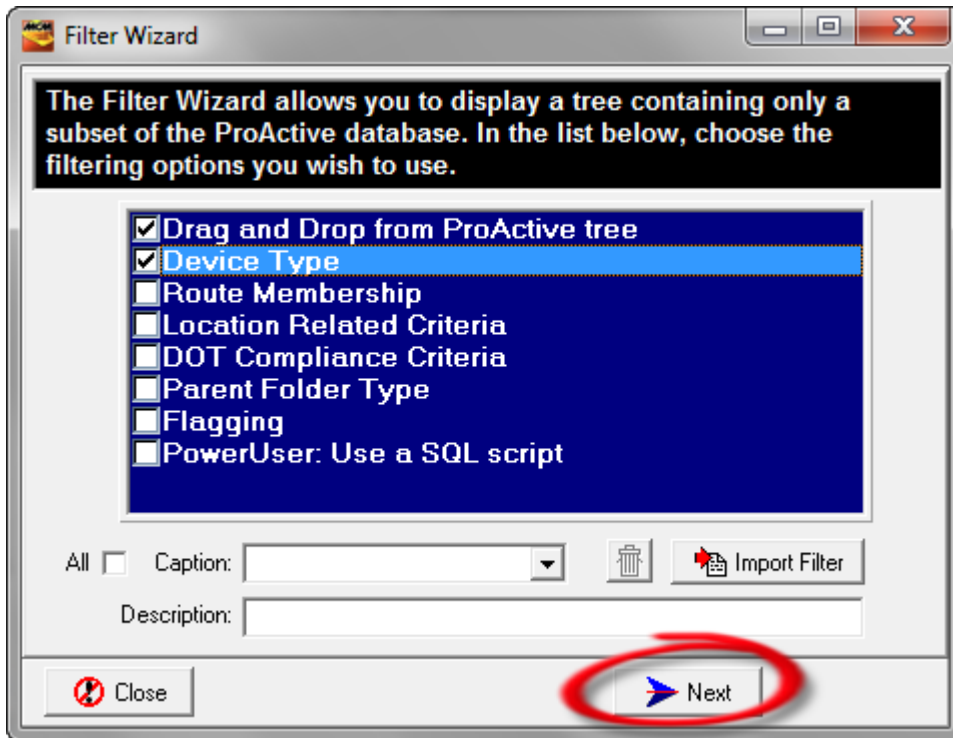 MCM
Filter Wizard
The Filter Wizard allows you to display a tree containing only a
subset of the ProActive database. In the list below, choose the
filtering options you wish to use.
Drag and Drop from ProActive tree
Device Type
Route Membership
Location Related Criteria
DOT Compliance Criteria
Parent Folder Type
Flagging
PowerUser: Use a SQL script
All Caption: Import Filter
Description:
Close Next